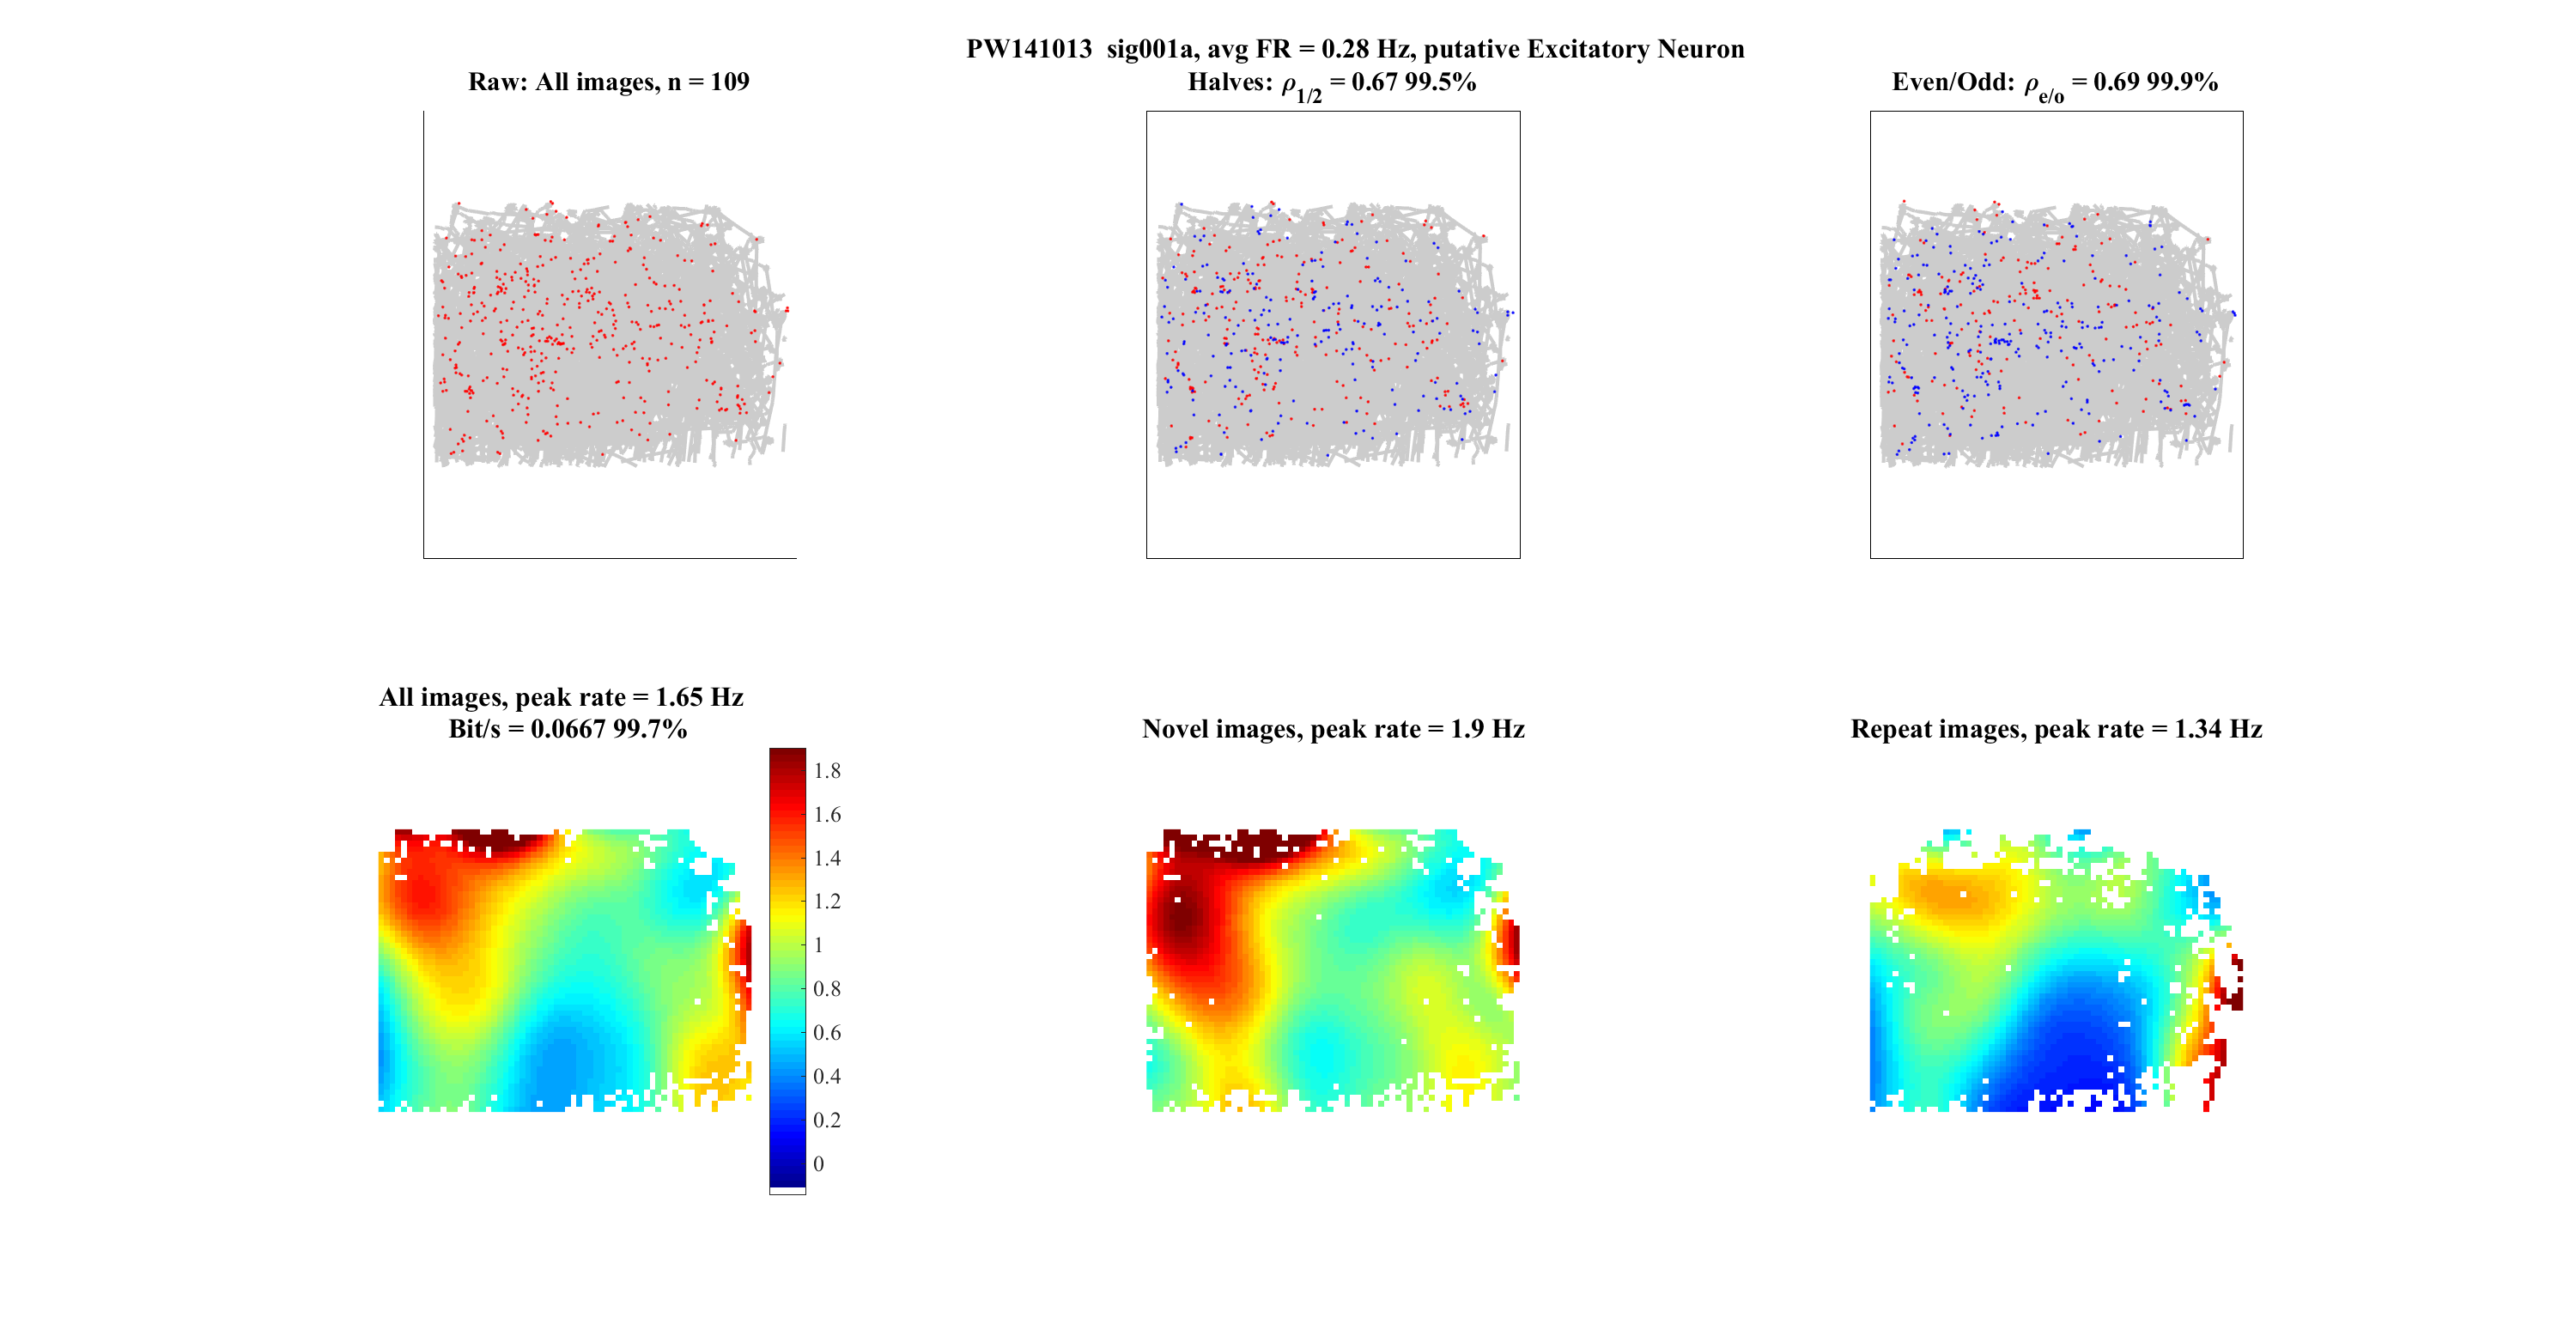 PW141013  sig001a, avg FR = 0.28 Hz, putative Excitatory Neuron
Raw: All images, n = 109
Halves: ρ1/2 = 0.67 99.5%
Even/Odd: ρe/o = 0.69 99.9%
All images, peak rate = 1.65 Hz
Bit/s = 0.0667 99.7%
Novel images, peak rate = 1.9 Hz
Repeat images, peak rate = 1.34 Hz
1.8
1.6
1.4
1.2
1
0.8
0.6
0.4
0.2
0